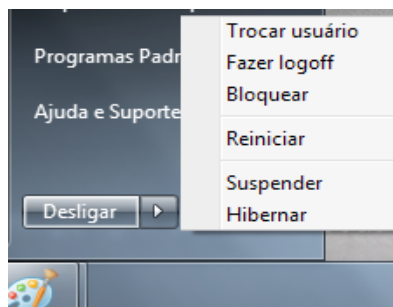 Programas Padr
Ajuda e Suporte
Desligar
Trocar usuário
Fazer logoff
Bloquear
Reiniciar
Suspender
Hibernar